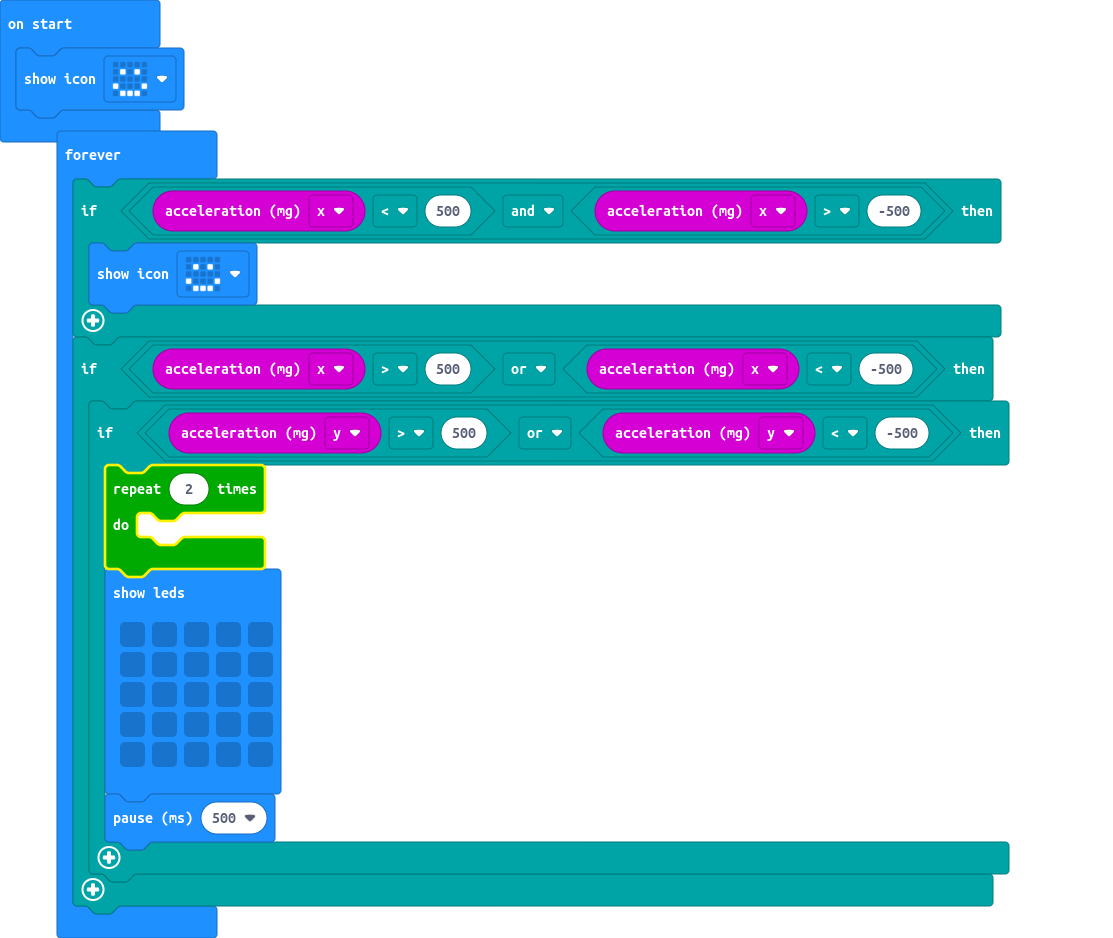 on start
show icon
forever
if acceleration (mg) x < 500 and acceleration (mg) x > -500 then
show icon
if acceleration (mg) x > 500 or acceleration (mg) x < -500 then
if acceleration (mg) y > 500 or acceleration (mg) y < -500 then
repeat 2 times
do
show leds
pause (ms) 500